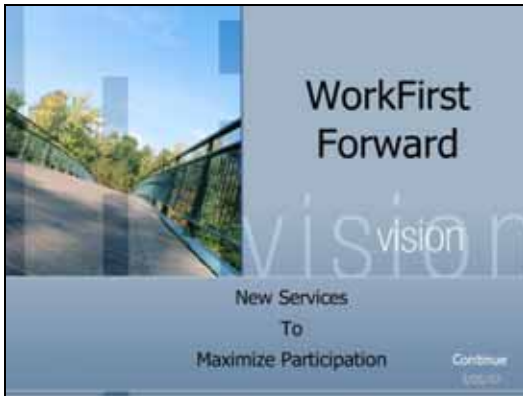 WorkFirst
Forward
vision
vision
New Services
To
Maximize Participation
Continue